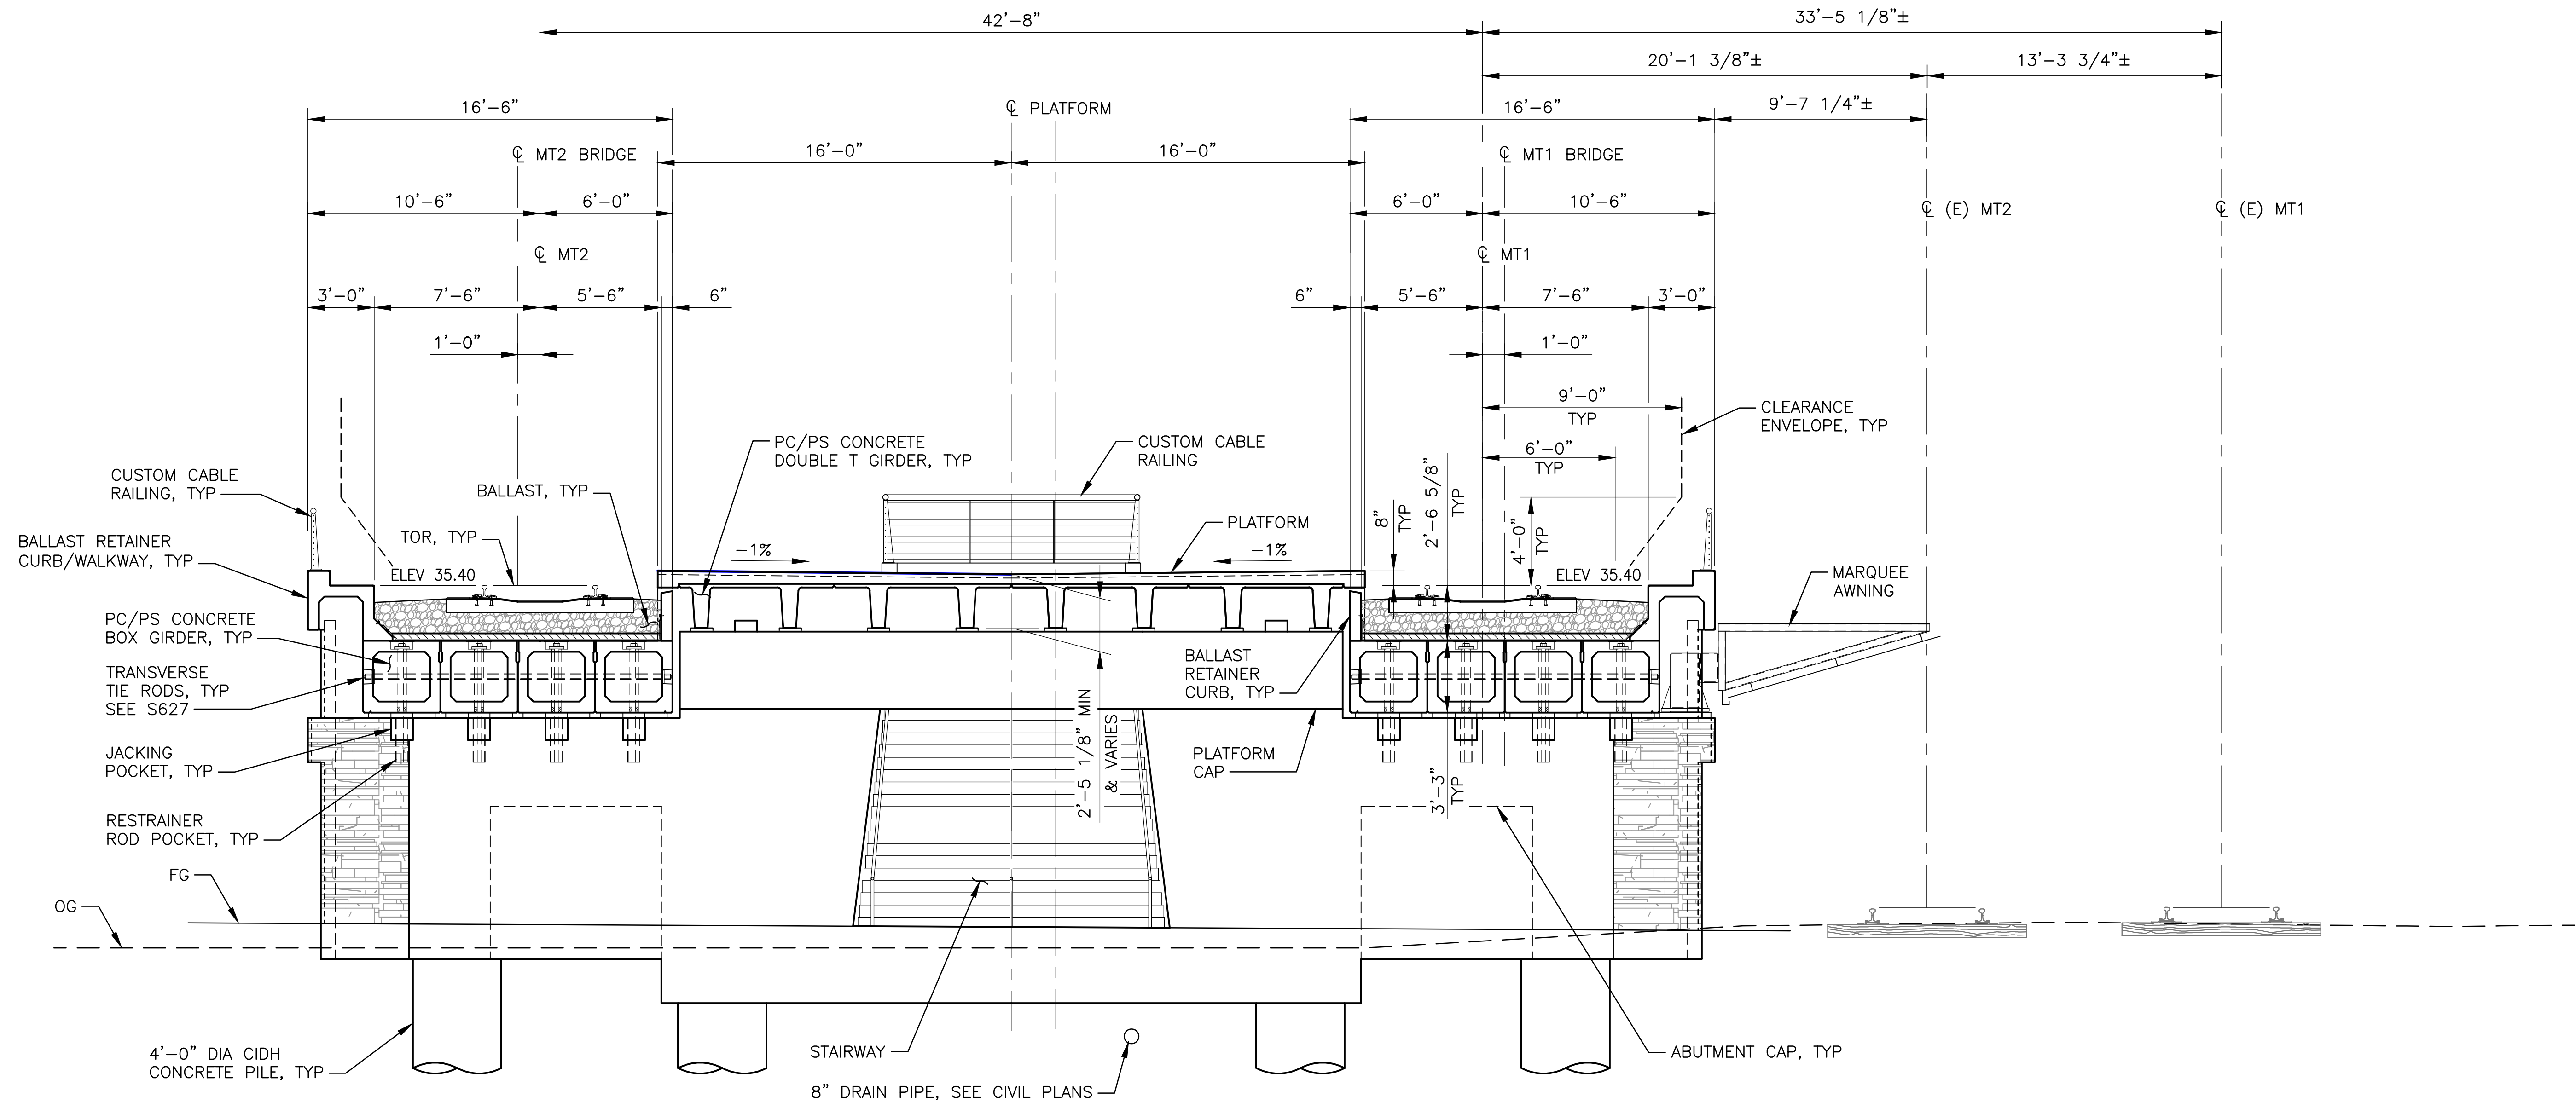 42'-8"
33'-5 1/8"±
20'-1 3/8"±
13'-3 3/4"±
16'-6"
℄ PLATFORM
16'-6"
9'-7 1/4"±
℄ MT2 BRIDGE
16'-0"
16'-0"
℄ MT1 BRIDGE
10'-6"
6'-0"
6'-0"
10'-6"
℄ (E) MT2
℄ (E) MT1
℄ MT2
℄ MT1
3'-0"
7'-6"
5'-6"
6"
6"
5'-6"
7'-6"
3'-0"
1'-0"
1'-0"
9'-0"
TYP
CLEARANCE
ENVELOPE, TYP
PC/PS CONCRETE
DOUBLE T GIRDER, TYP
CUSTOM CABLE
RAILING
6'-0"
TYP
CUSTOM CABLE
RAILING, TYP
BALLAST, TYP
8"
TYP
2'-6 5/8"
TYP
4'-0"
TYP
PLATFORM
TOR, TYP
BALLAST RETAINER
CURB/WALKWAY, TYP
-1%
-1%
ELEV 35.40
ELEV 35.40
MARQUEE
AWNING
PC/PS CONCRETE
BOX GIRDER, TYP
BALLAST
RETAINER
CURB, TYP
TRANSVERSE
TIE RODS, TYP
SEE S627
2'-5 1/8" MIN
& VARIES
JACKING
POCKET, TYP
PLATFORM
CAP
3'-3"
TYP
RESTRAINER
ROD POCKET, TYP
FG
OG
4'-0" DIA CIDH
CONCRETE PILE, TYP
STAIRWAY
ABUTMENT CAP, TYP
8" DRAIN PIPE, SEE CIVIL PLANS